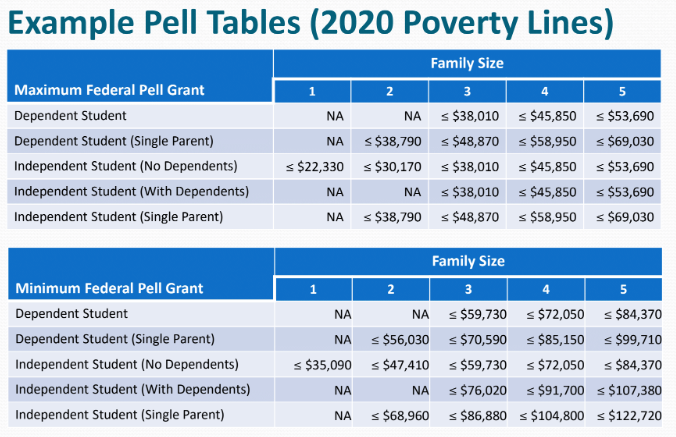 Example Pell Tables (2020 Poverty Lines)
Family Size
Maximum Federal Pell Grant 1 2 3 4 5
Dependent Student NA NA ≤ $38,010 ≤ $45,850 ≤ $53,690
Dependent Student (Single Parent) NA ≤ $38,790 ≤ $48,870 ≤ $58,950 ≤ $69,030
Independent Student (No Dependents) ≤ $22,330 ≤ $30,170 ≤ $38,010 ≤ $45,850 ≤ $53,690
Independent Student (With Dependents) NA NA ≤ $38,010 ≤ $45,850 ≤ $53,690
Independent Student (Single Parent) NA ≤ $38,790 ≤ $48,870 ≤ $58,950 ≤ $69,030
Family Size
Minimum Federal Pell Grant 1 2 3 4 5
Dependent Student NA NA ≤ $59,730 ≤ $72,050 ≤ $84,370
Dependent Student (Single Parent) NA ≤ $56,030 ≤ $70,590 ≤ $85,150 ≤ $99,710
Independent Student (No Dependents) ≤ $35,090 ≤ $47,410 ≤ $59,730 ≤ $72,050 ≤ $84,370
Independent Student (With Dependents) NA NA ≤ $76,020 ≤ $91,700 ≤ $107,380
Independent Student (Single Parent) NA ≤ $68,960 ≤ $86,880 ≤ $104,800 ≤ $122,720